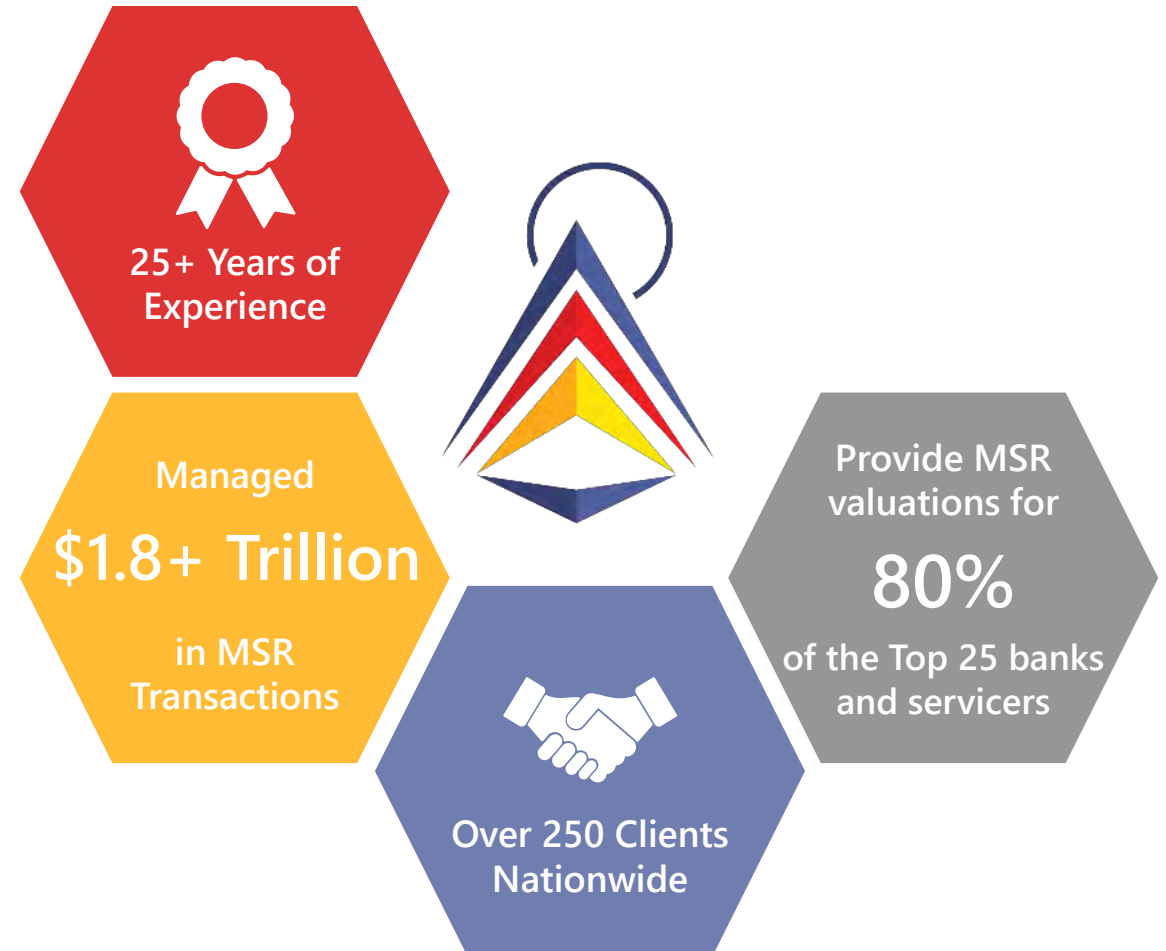 25+ Years of
Experience
Managed
$1.8+ Trillion
in MSR
Transactions
Over 250 Clients
Nationwide
Provide MSR
valuations for
80%
of the Top 25 banks
and servicers